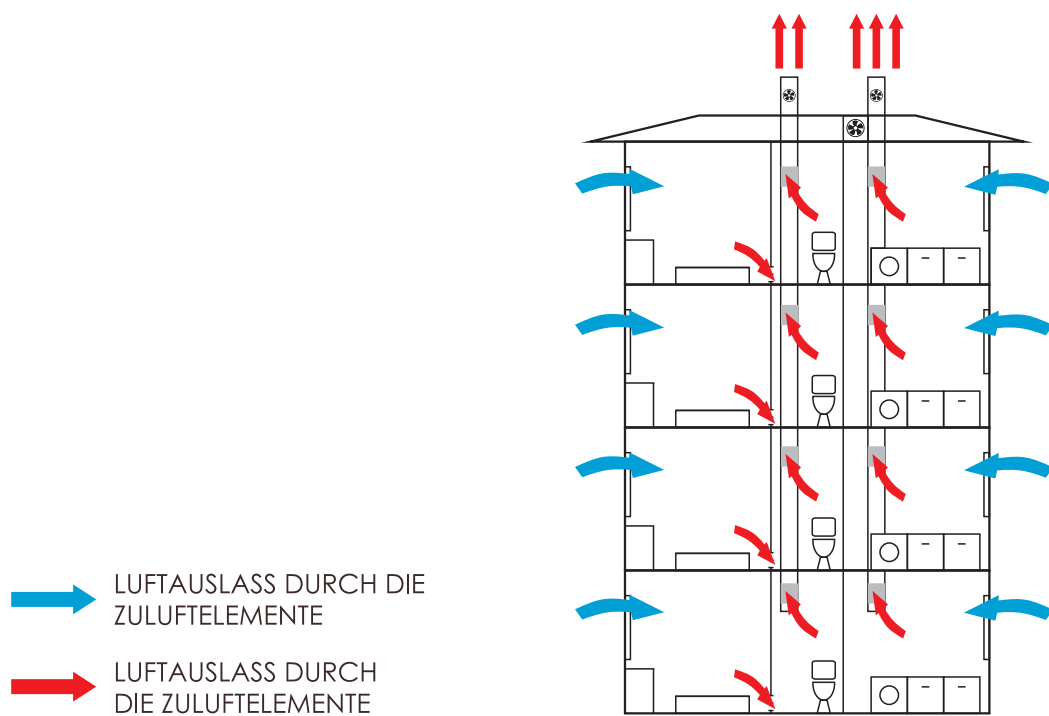 LUFTAUSLASS DURCH DIE
ZULUFTELEMENTE
LUFTAUSLASS DURCH
DIE ZULUFTELEMENTE